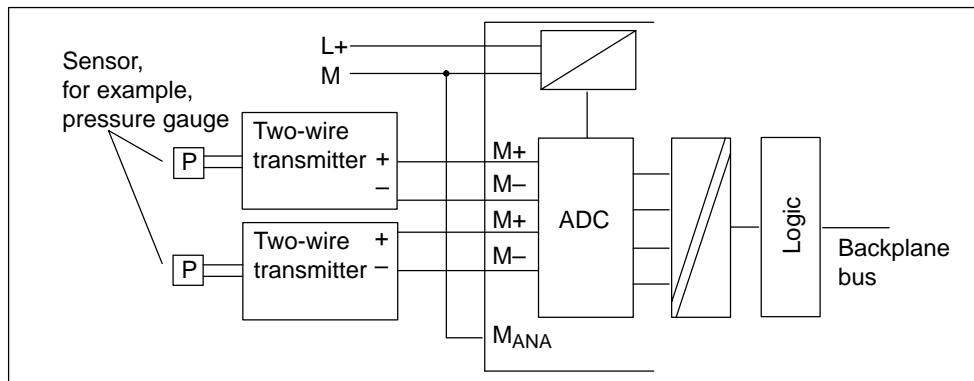 L+
M
Sensor,
for example,
pressure gauge
Two-wire
transmitter
+
–
P
M+
M–
M+
M–
Two-wire
transmitter
+
–
P
ADC
Logic
Backplane
bus
MANA